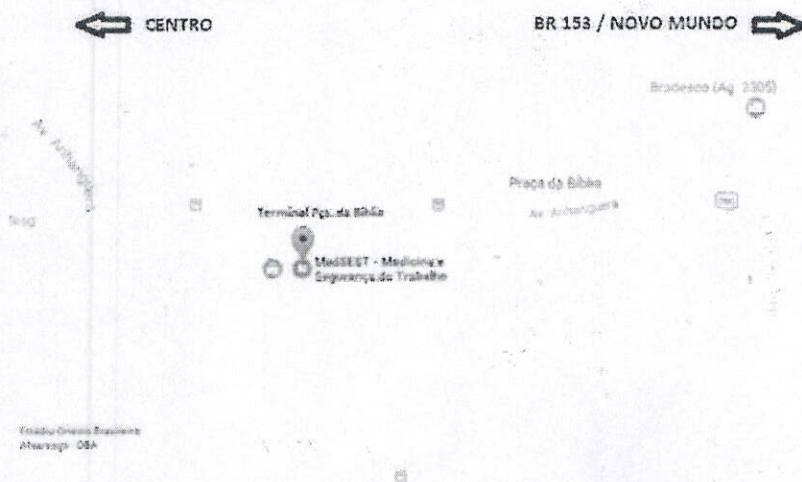 CENTRO
BR 153 / NOVO MUNDO
Bradesco (Ag. 2305)
Av. Anhanguera
Praça da Bíblia
Av. Anhanguera
Terminal Pça. da Bíblia
MedSEST - Medicina e
Segurança do Trabalho